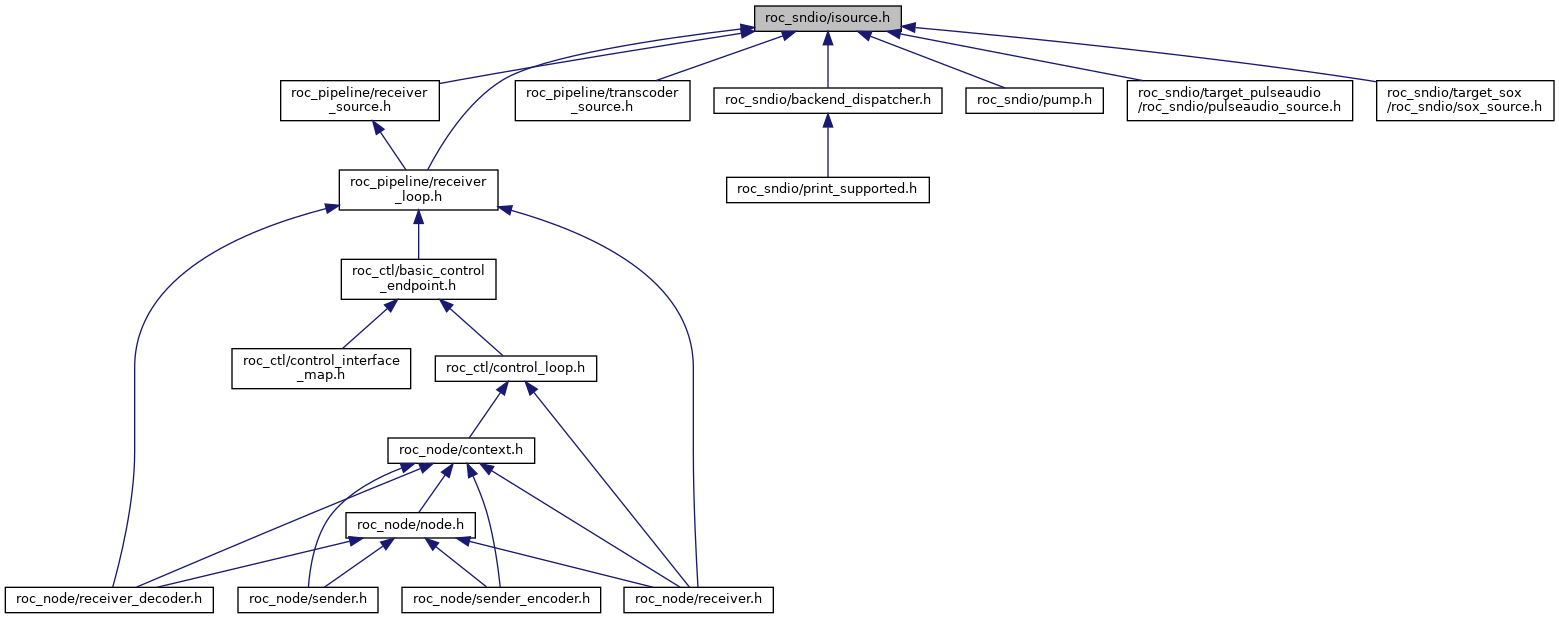 roc_sndio/isource.h
roc_pipeline/receiver
_source.h
roc_pipeline/transcoder
_source.h
roc_sndio/backend_dispatcher.h
roc_sndio/pump.h
roc_sndio/target_pulseaudio
/roc_sndio/pulseaudio_source.h
roc_sndio/target_sox
/roc_sndio/sox_source.h
roc_pipeline/receiver
_loop.h
roc_sndio/print_supported.h
roc_ctl/basic_control
_endpoint.h
roc_ctl/control_interface
_map.h
roc_ctl/control_loop.h
roc_node/context.h
roc_node/node.h
roc_node/receiver_decoder.h
roc_node/sender.h
roc_node/sender_encoder.h
roc_node/receiver.h